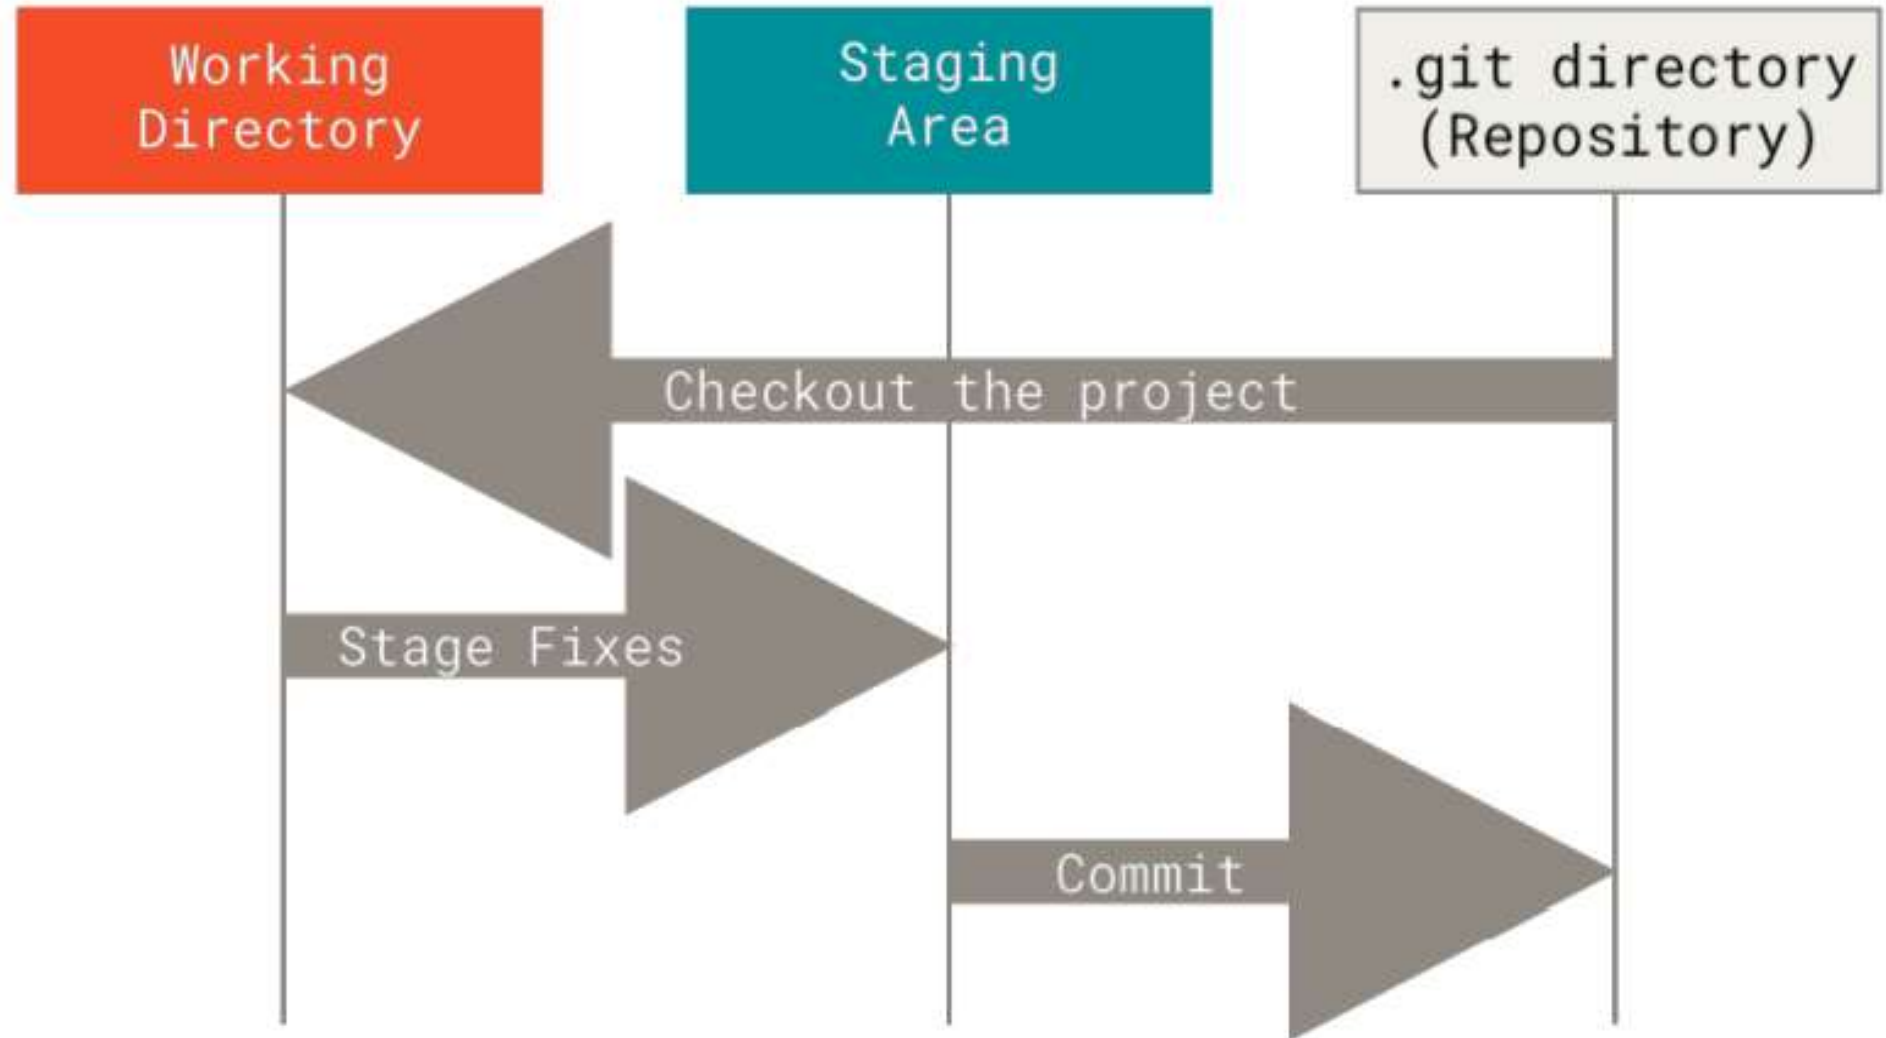 Working
Directory
Staging
Area
.git directory
(Repository)
Checkout the project
Stage Fixes
Commit